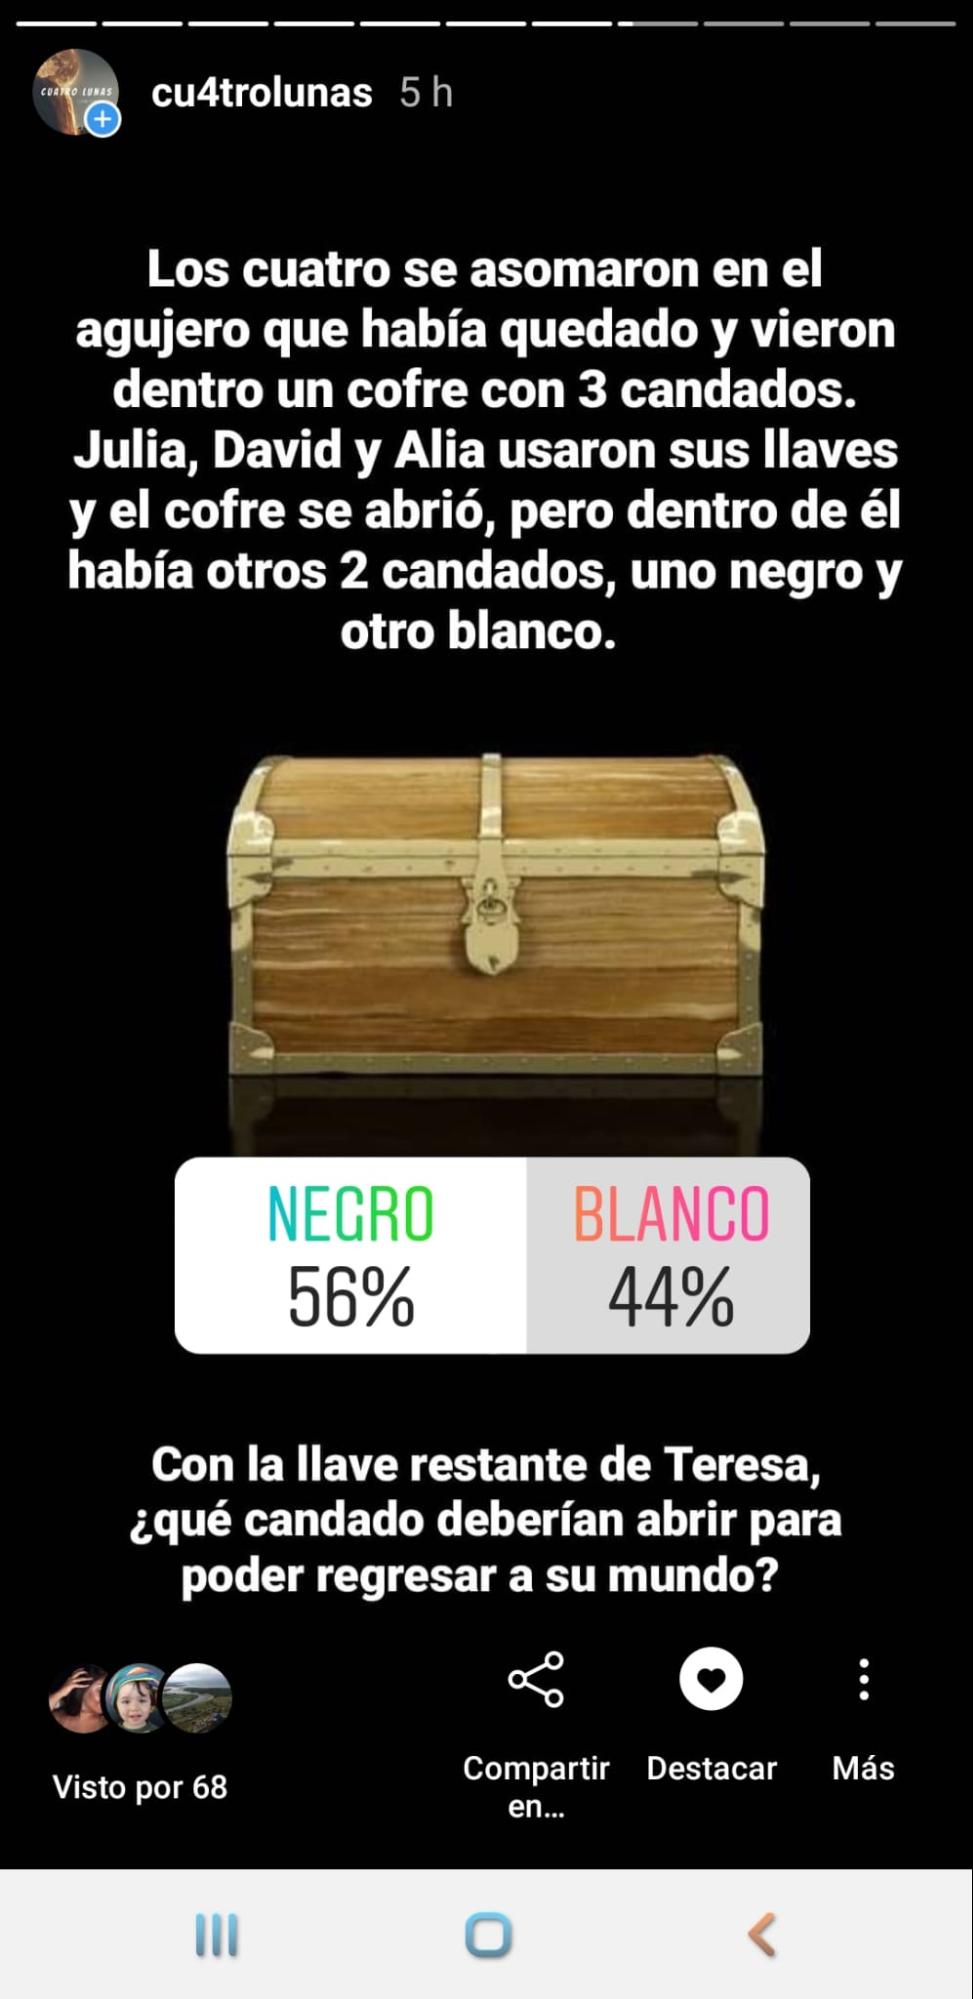 CUATRO LUNAS
cu4trolunas 5 h
Los cuatro se asomaron en el
agujero que había quedado y vieron
dentro un cofre con 3 candados.
Julia, David y Alia usaron sus llaves
y el cofre se abrió, pero dentro de él
había otros 2 candados, uno negro y
otro blanco.
NEGRO BLANCO
56% 44%
Con la llave restante de Teresa,
¿qué candado deberían abrir para
poder regresar a su mundo?
Visto por 68
Compartir
en...
Destacar
Más